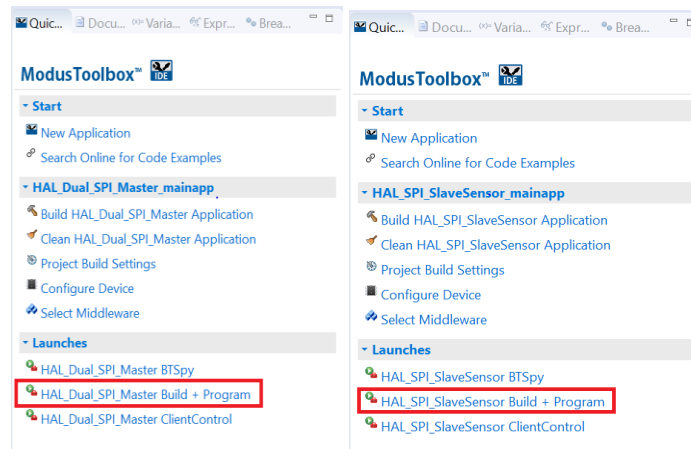 Quic... Docu... (x)= Varia... Expr... Brea...
ModusToolbox™ IDE
Start
New Application
Search Online for Code Examples
HAL_Dual_SPI_Master_mainapp
Build HAL_Dual_SPI_Master Application
Clean HAL_Dual_SPI_Master Application
Project Build Settings
Configure Device
Select Middleware
Launches
HAL_Dual_SPI_Master BTSpy
HAL_Dual_SPI_Master Build + Program
HAL_Dual_SPI_Master ClientControl
Quic... Docu... (x)= Varia... Expr... Brea...
ModusToolbox™ IDE
Start
New Application
Search Online for Code Examples
HAL_SPI_SlaveSensor_mainapp
Build HAL_SPI_SlaveSensor Application
Clean HAL_SPI_SlaveSensor Application
Project Build Settings
Configure Device
Select Middleware
Launches
HAL_SPI_SlaveSensor BTSpy
HAL_SPI_SlaveSensor Build + Program
HAL_SPI_SlaveSensor ClientControl